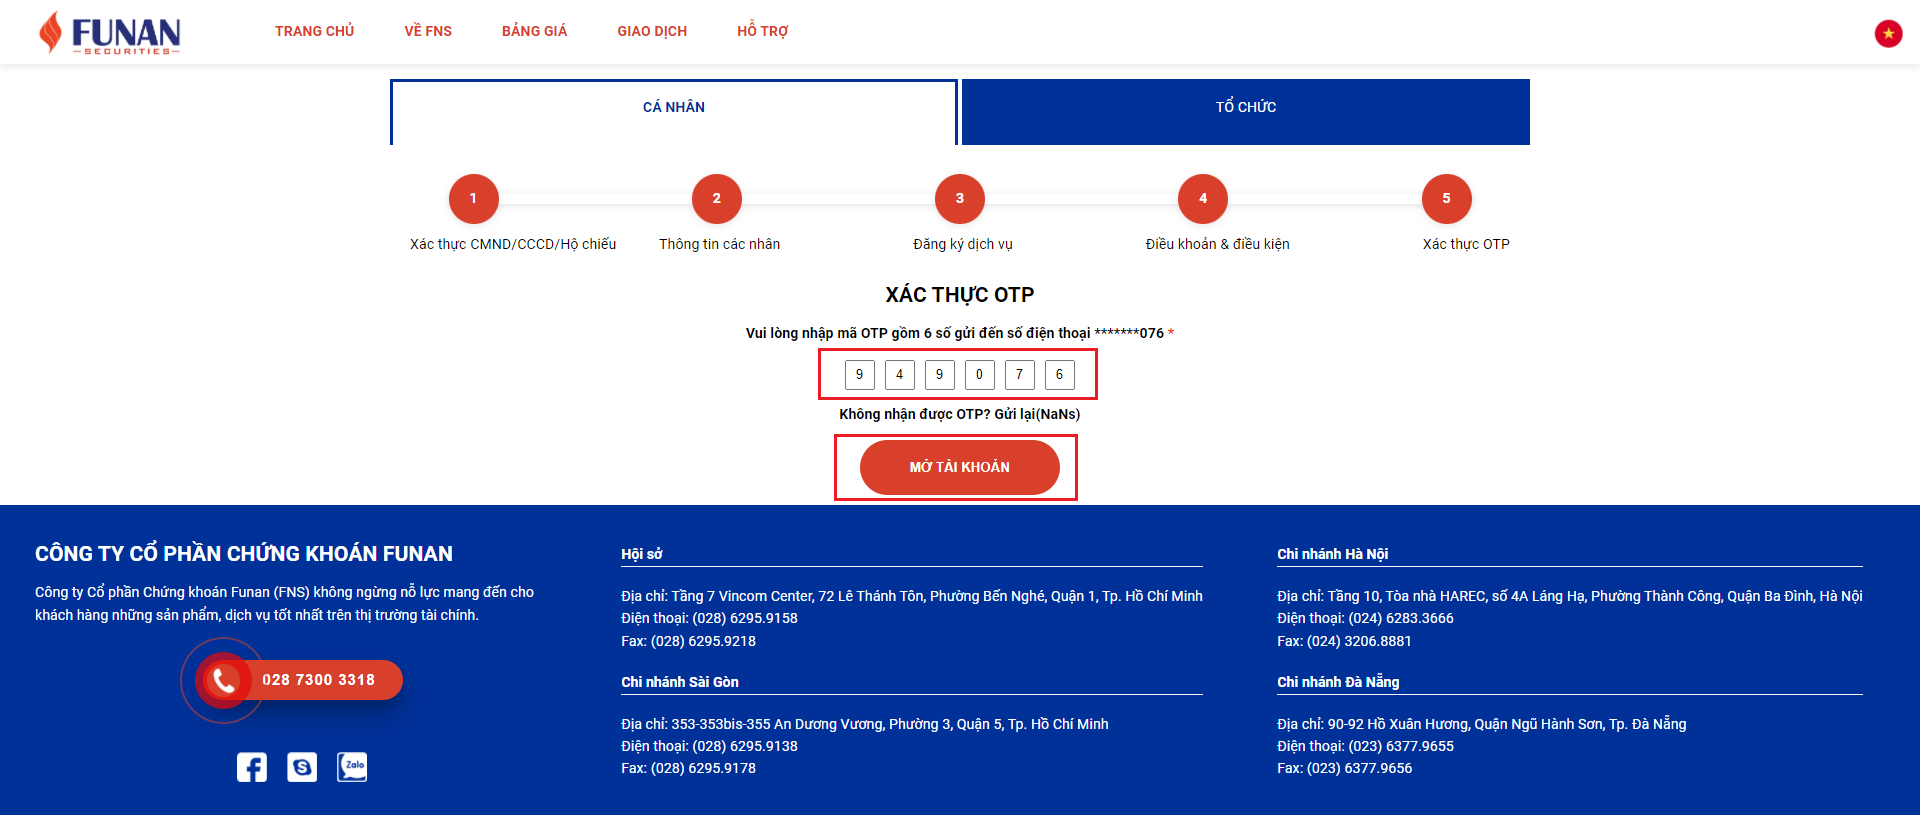 FUNAN
SECURITIES
TRANG CHỦ
VỀ FNS
BẢNG GIÁ
GIAO DỊCH
HỖ TRỢ
CÁ NHÂN
TỔ CHỨC
1
2
3
4
5
Xác thực CMND/CCCD/Hộ chiếu
Thông tin các nhân
Đăng ký dịch vụ
Điều khoản & điều kiện
Xác thực OTP
XÁC THỰC OTP
Vui lòng nhập mã OTP gồm 6 số gửi đến số điện thoại *******076 *
9 4 9 0 7 6
Không nhận được OTP? Gửi lại(NaNs)
MỞ TÀI KHOẢN
CÔNG TY CỔ PHẦN CHỨNG KHOÁN FUNAN
Công ty Cổ phần Chứng khoán Funan (FNS) không ngừng nỗ lực mang đến cho
khách hàng những sản phẩm, dịch vụ tốt nhất trên thị trường tài chính.
028 7300 3318
Zalo
Hội sở
Địa chỉ: Tầng 7 Vincom Center, 72 Lê Thánh Tôn, Phường Bến Nghé, Quận 1, Tp. Hồ Chí Minh
Điện thoại: (028) 6295.9158
Fax: (028) 6295.9218
Chi nhánh Sài Gòn
Địa chỉ: 353-353bis-355 An Dương Vương, Phường 3, Quận 5, Tp. Hồ Chí Minh
Điện thoại: (028) 6295.9138
Fax: (028) 6295.9178
Chi nhánh Hà Nội
Địa chỉ: Tầng 10, Tòa nhà HAREC, số 4A Láng Hạ, Phường Thành Công, Quận Ba Đình, Hà Nội
Điện thoại: (024) 6283.3666
Fax: (024) 3206.8881
Chi nhánh Đà Nẵng
Địa chỉ: 90-92 Hồ Xuân Hương, Quận Ngũ Hành Sơn, Tp. Đà Nẵng
Điện thoại: (023) 6377.9655
Fax: (023) 6377.9656